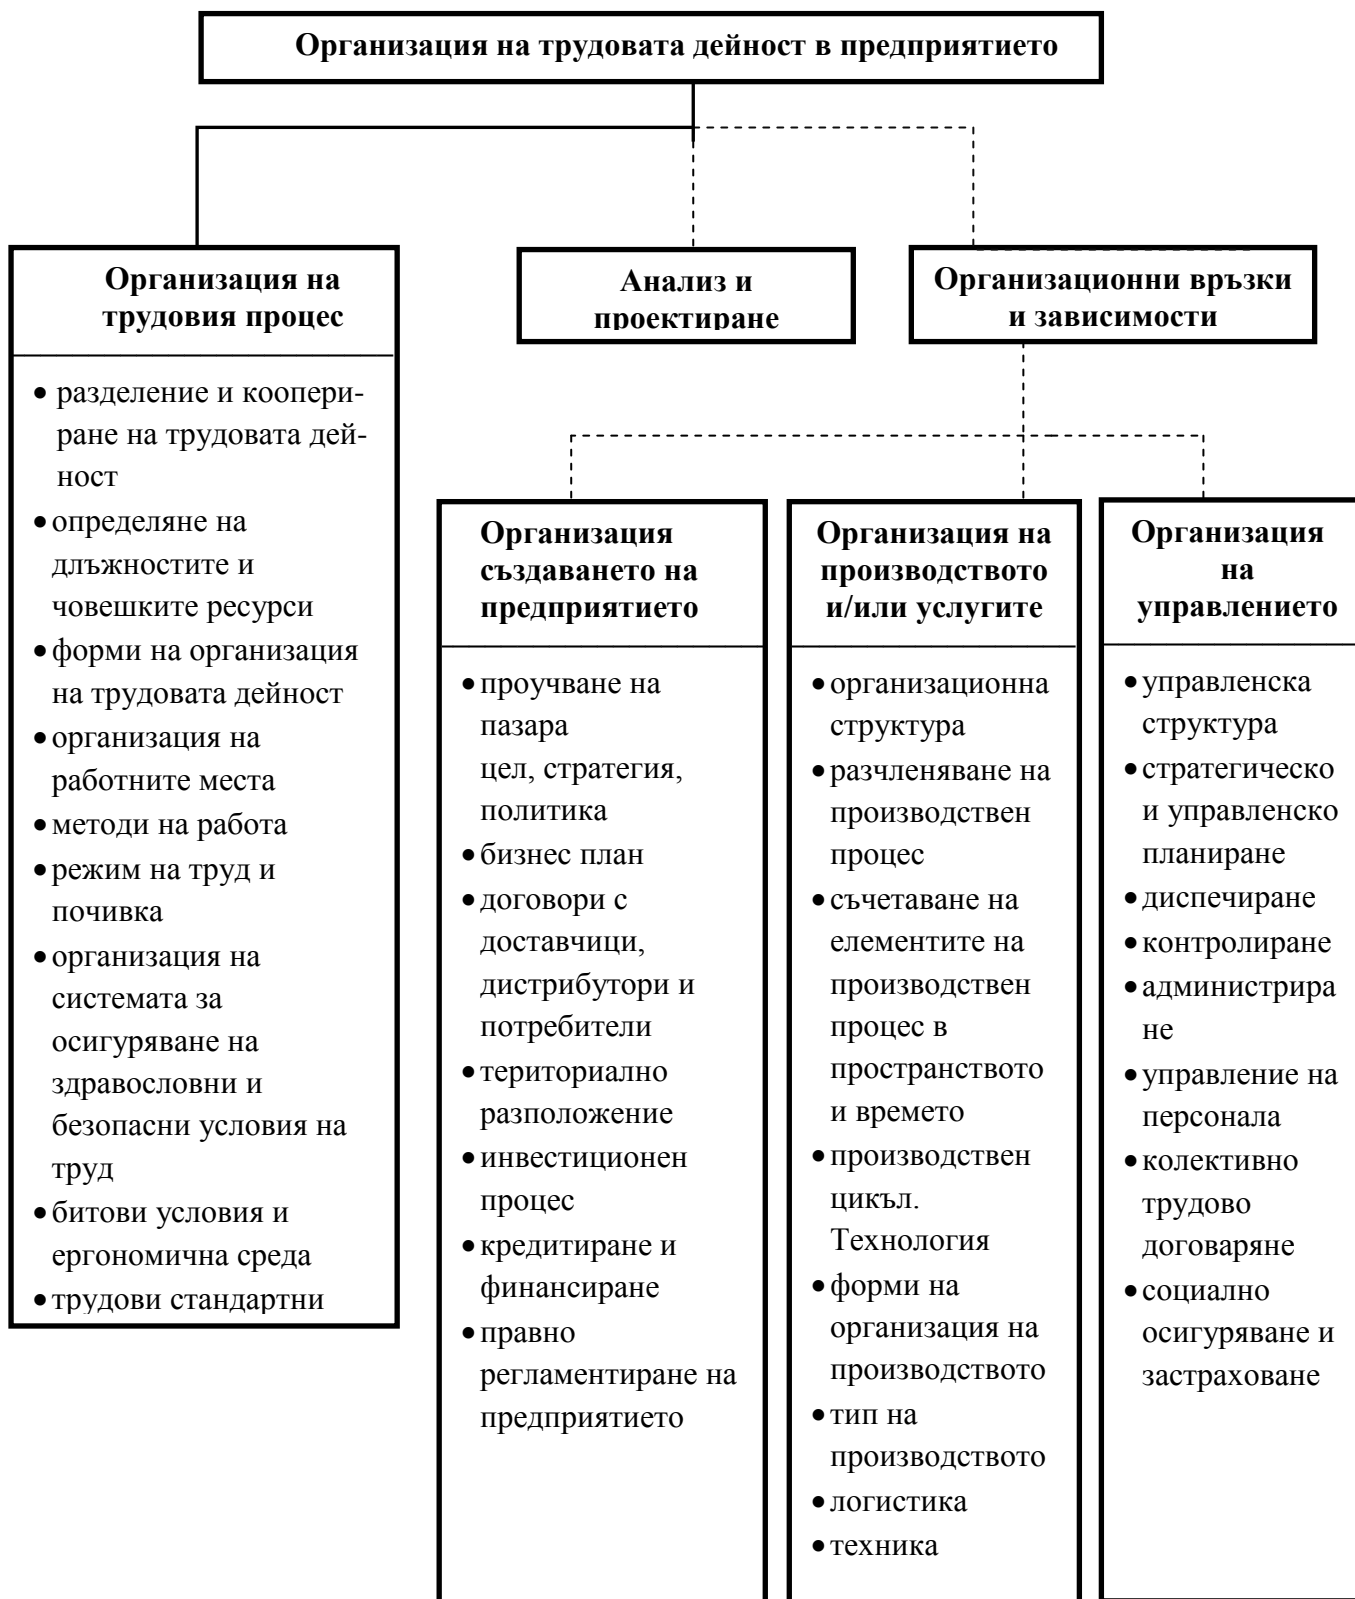 Организация на трудовата дейност в предприятието
Организация на
трудовия процес
• разделение и коопери-
ране на трудовата дей-
ност
• определяне на
длъжностите и
човешките ресурси
• форми на организация
на трудовата дейност
• организация на
работните места
• методи на работа
• режим на труд и
почивка
• организация на
системата за
осигуряване на
здравословни и
безопасни условия на
труд
• битови условия и
ергономична среда
• трудови стандартни
Анализ и
проектиране
Организационни връзки
и зависимости
Организация
създаването на
предприятието
• проучване на
пазара
цел, стратегия,
политика
• бизнес план
• договори с
доставчици,
дистрибутори и
потребители
• териториално
разположение
• инвестиционен
процес
• кредитиране и
финансиране
• правно
регламентиране на
предприятието
Организация на
производството
и/или услугите
• организационна
структура
• разчленяване на
производствен
процес
• съчетаване на
елементите на
производствен
процес в
пространството
и времето
• производствен
цикъл.
Технология
• форми на
организация на
производството
• тип на
производството
• логистика
• техника
Организация
на
управлението
• управленска
структура
• стратегическо
и управленско
планиране
• диспечиране
• контролиране
• администрира
не
• управление на
персонала
• колективно
трудово
договаряне
• социално
осигуряване и
застраховане